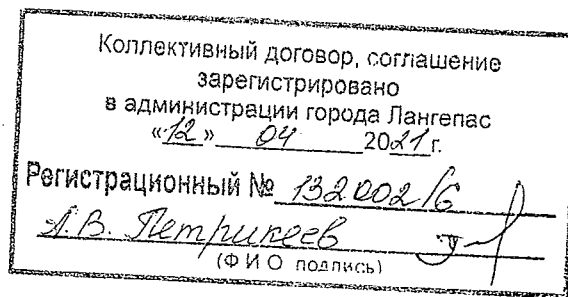 Коллективный договор, соглашение
зарегистрировано
в администрации города Лангепас
«12» 04 2021 г.
Регистрационный № 132002/6
А.В. Петрикеев
(Ф И О подпись)